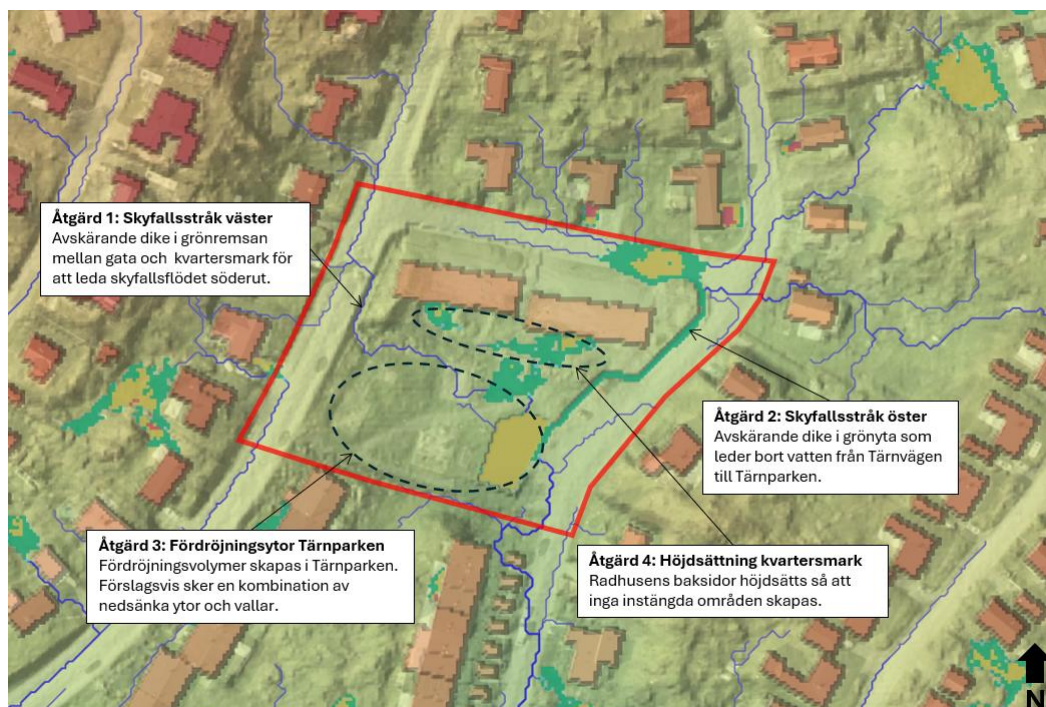 Åtgärd 1: Skyfallsstråk väster
Avskärande dike i grönremsan
mellan gata och kvartersmark för
att leda skyfallsflödet söderut.
Åtgärd 2: Skyfallsstråk öster
Avskärande dike i grönyta som
leder bort vatten från Tärnvägen
till Tärnparken.
Åtgärd 3: Fördröjningsytor Tärnparken
Fördröjningsvolymer skapas i Tärnparken.
Förslagsvis sker en kombination av
nedsänka ytor och vallar.
Åtgärd 4: Höjdsättning kvartersmark
Radhusens baksidor höjdsätts så att
inga instängda områden skapas.
N